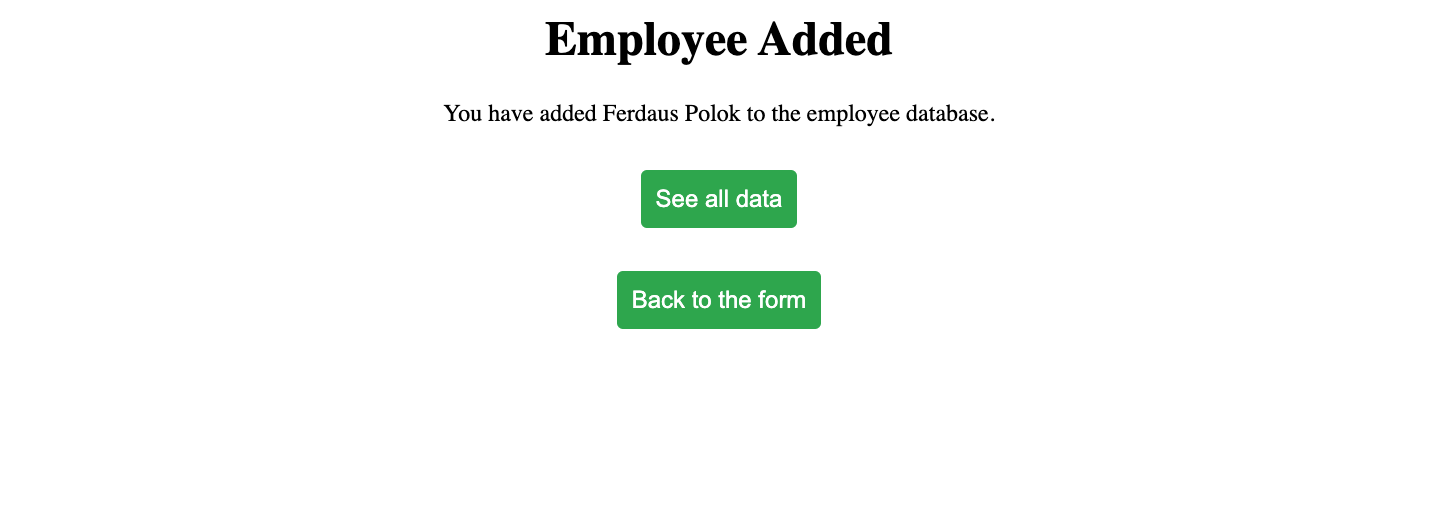 Employee Added
You have added Ferdaus Polok to the employee database.
See all data
Back to the form